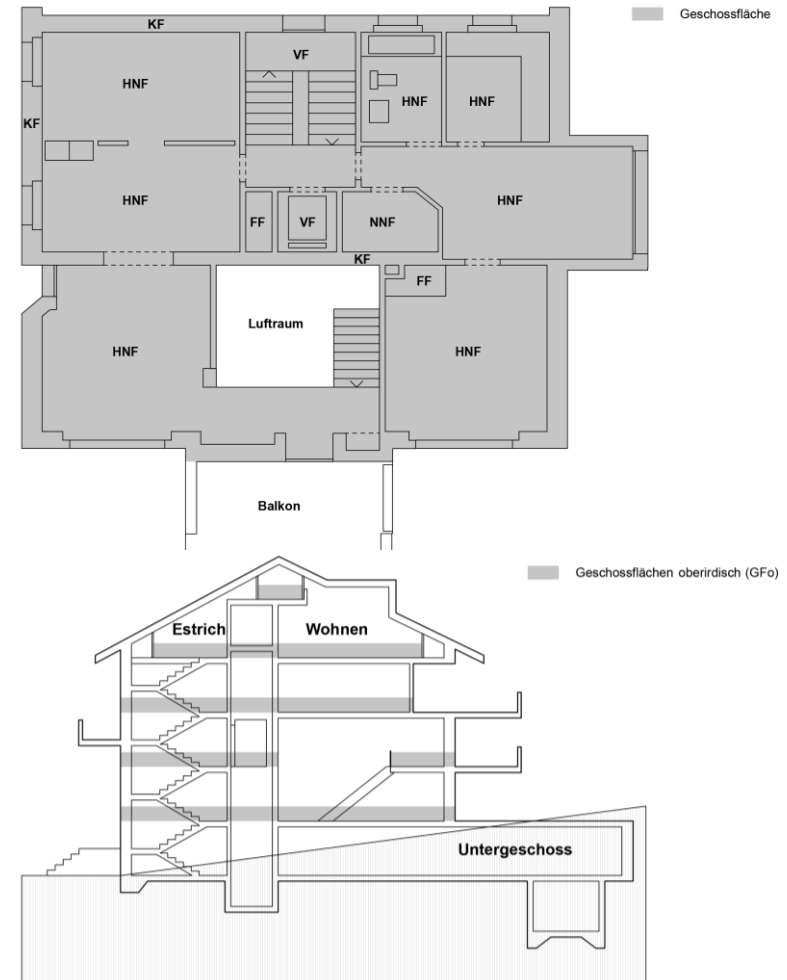 KF
Geschossfläche
VF
HNF
HNF
HNF
KF
HNF
HNF
FF
VF
NNF
KF
FF
Luftraum
HNF
HNF
Balkon
Geschossflächen oberirdisch (GFo)
Estrich
Wohnen
Untergeschoss